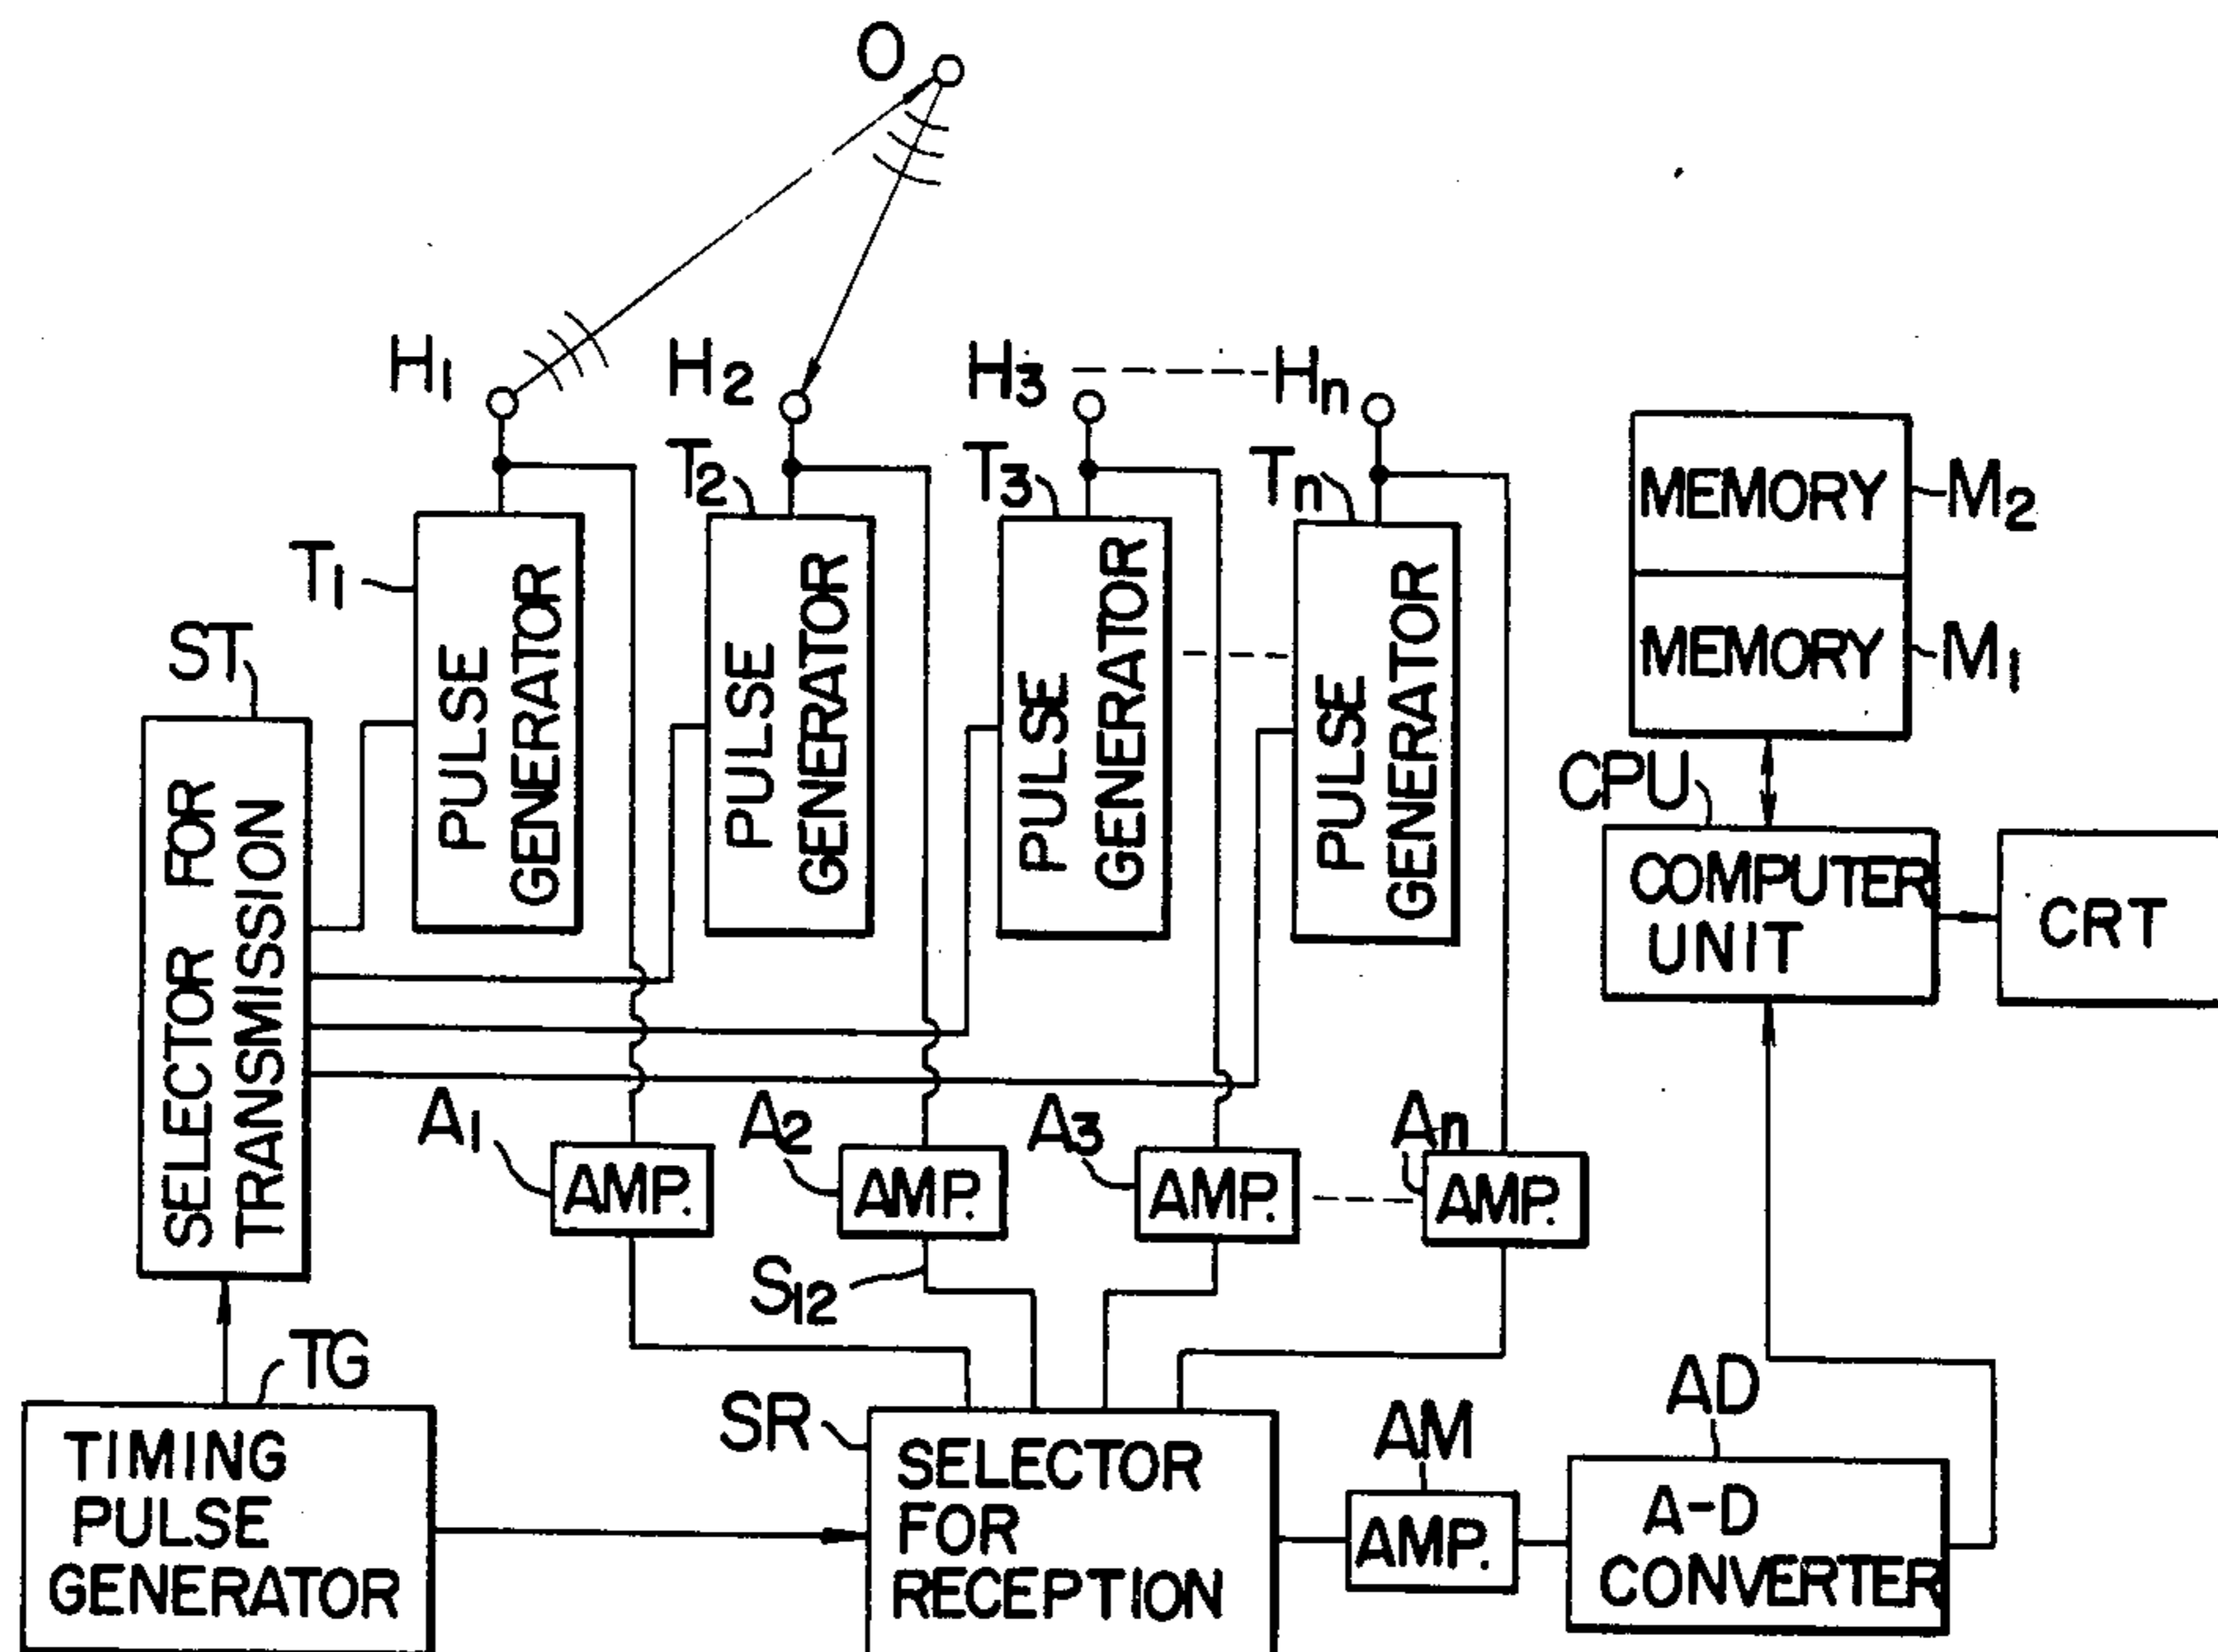 O
H1
H2
H3
Hn
T1
T2
T3
Tn
PULSE
GENERATOR
PULSE
GENERATOR
PULSE
GENERATOR
PULSE
GENERATOR
MEMORY
M2
MEMORY
M1
ST
SELECTOR FOR
TRANSMISSION
CPU
COMPUTER
UNIT
CRT
A1
A2
A3
An
AMP.
AMP.
AMP.
AMP.
S12
TG
TIMING
PULSE
GENERATOR
SR
SELECTOR
FOR
RECEPTION
AM
AMP.
AD
A-D
CONVERTER